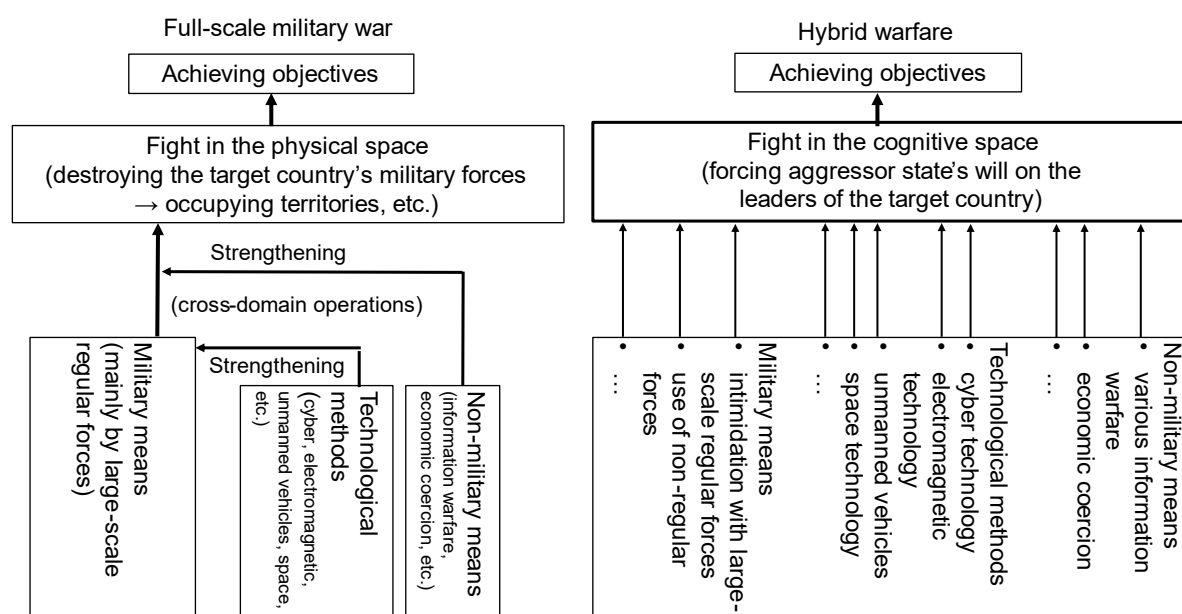 Full-scale military war
Achieving objectives
Fight in the physical space
(destroying the target country's military forces
→ occupying territories, etc.)
Strengthening
(cross-domain operations)
Strengthening
Military means
(mainly by large-scale
regular forces)
Technological
methods
(cyber, electromagnetic,
unmanned vehicles, space,
etc.)
Non-military means
(information warfare,
economic coercion, etc.)
Hybrid warfare
Achieving objectives
Fight in the cognitive space
(forcing aggressor state's will on the
leaders of the target country)
Military means
• intimidation with large-
scale regular forces
• use of non-regular
forces
• …
Technological methods
• cyber technology
• electromagnetic
technology
• unmanned vehicles
• space technology
• …
Non-military means
• various information
warfare
• economic coercion
• …